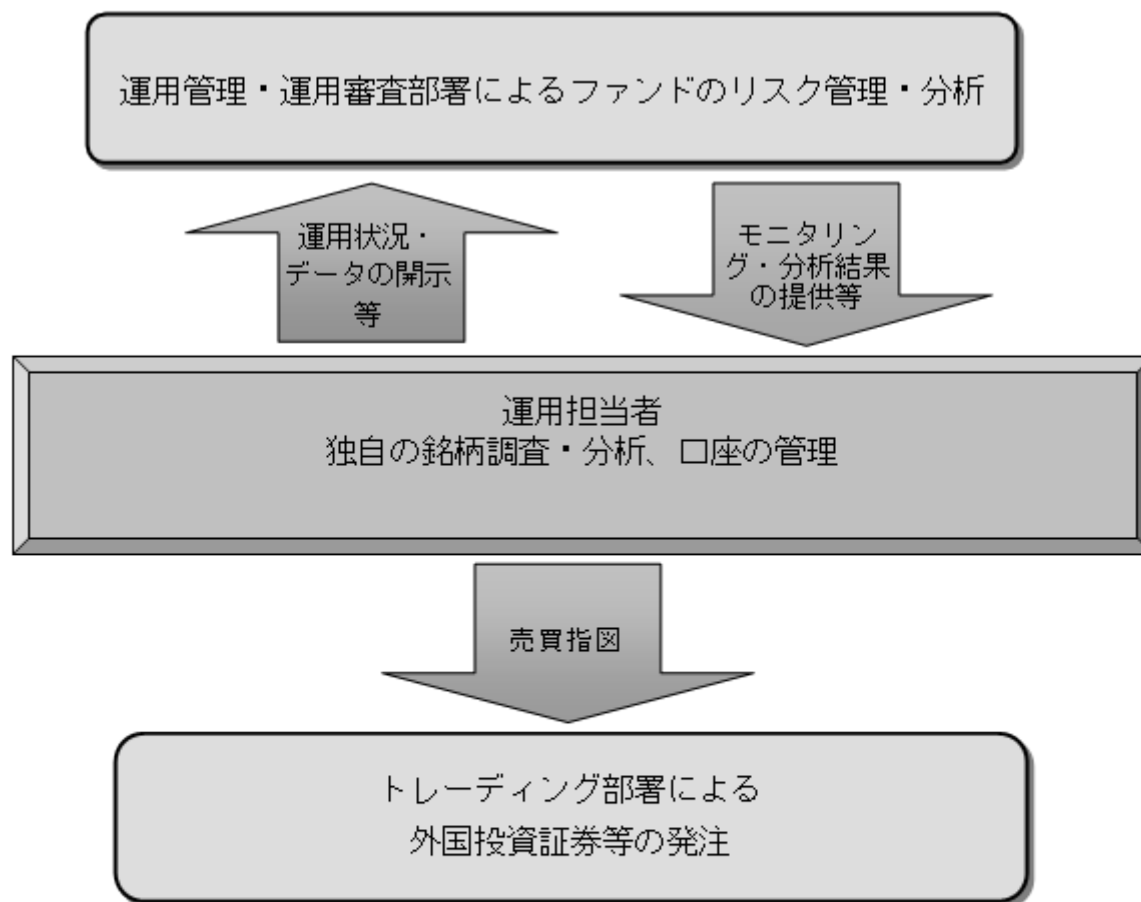 運用管理・運用審査部署によるファンドのリスク管理・分析
運用状況・
データの開示
等
モニタリン
グ・分析結果
の提供等
運用担当者
独自の銘柄調査・分析、口座の管理
売買指図
トレーディング部署による
外国投資証券等の発注